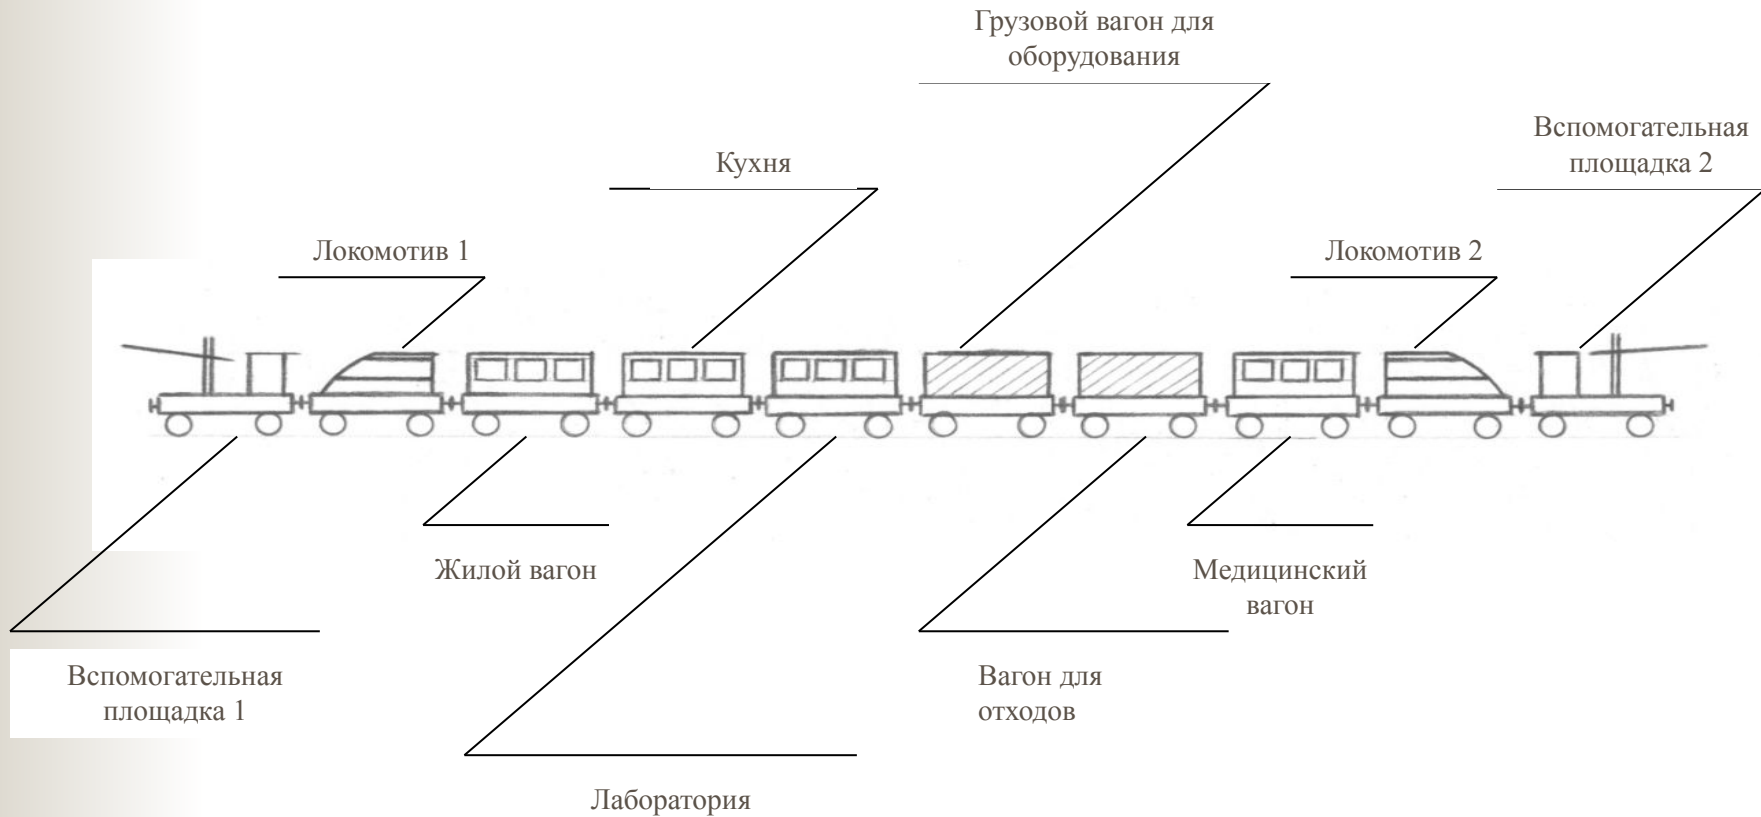 Грузовой вагон для
оборудования
Вспомогательная
площадка 2
Кухня
Локомотив 1
Локомотив 2
Жилой вагон
Медицинский
вагон
Вспомогательная
площадка 1
Вагон для
отходов
Лаборатория